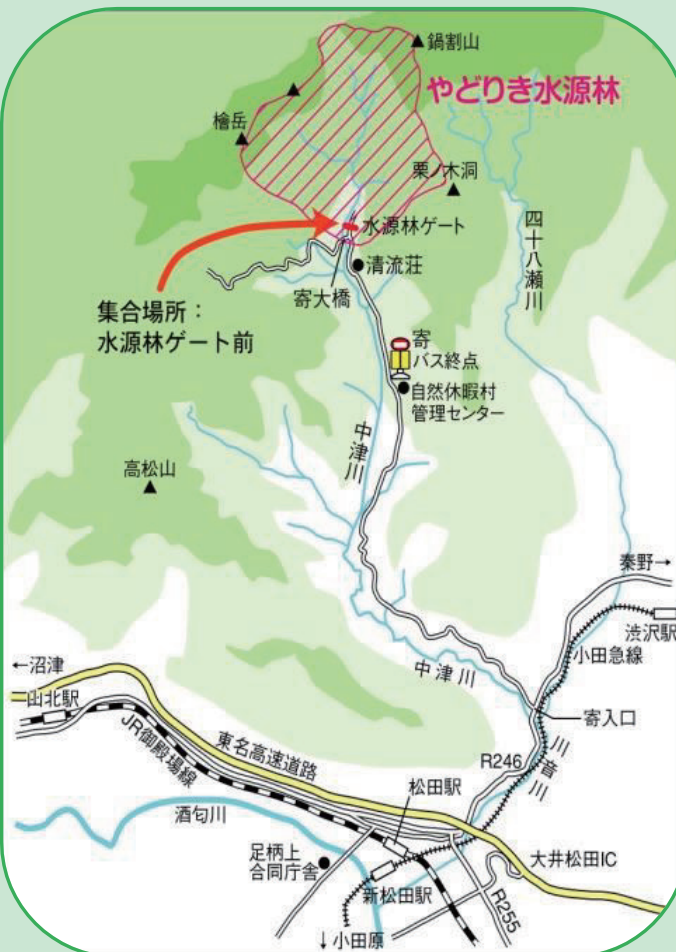 鍋割山
やどりき水源林
檜岳
栗ノ木洞
水源林ゲート
四十八瀬川
清流荘
寄大橋
集合場所：
水源林ゲート前
寄
バス終点
自然休暇村
管理センター
中津川
高松山
秦野→
渋沢駅
小田急線
←沼津
中津川
山北駅
寄入口
JR御殿場線
東名高速道路
R246
川音川
松田駅
酒匂川
足柄上
合同庁舎
大井松田IC
新松田駅
R255
↓小田原